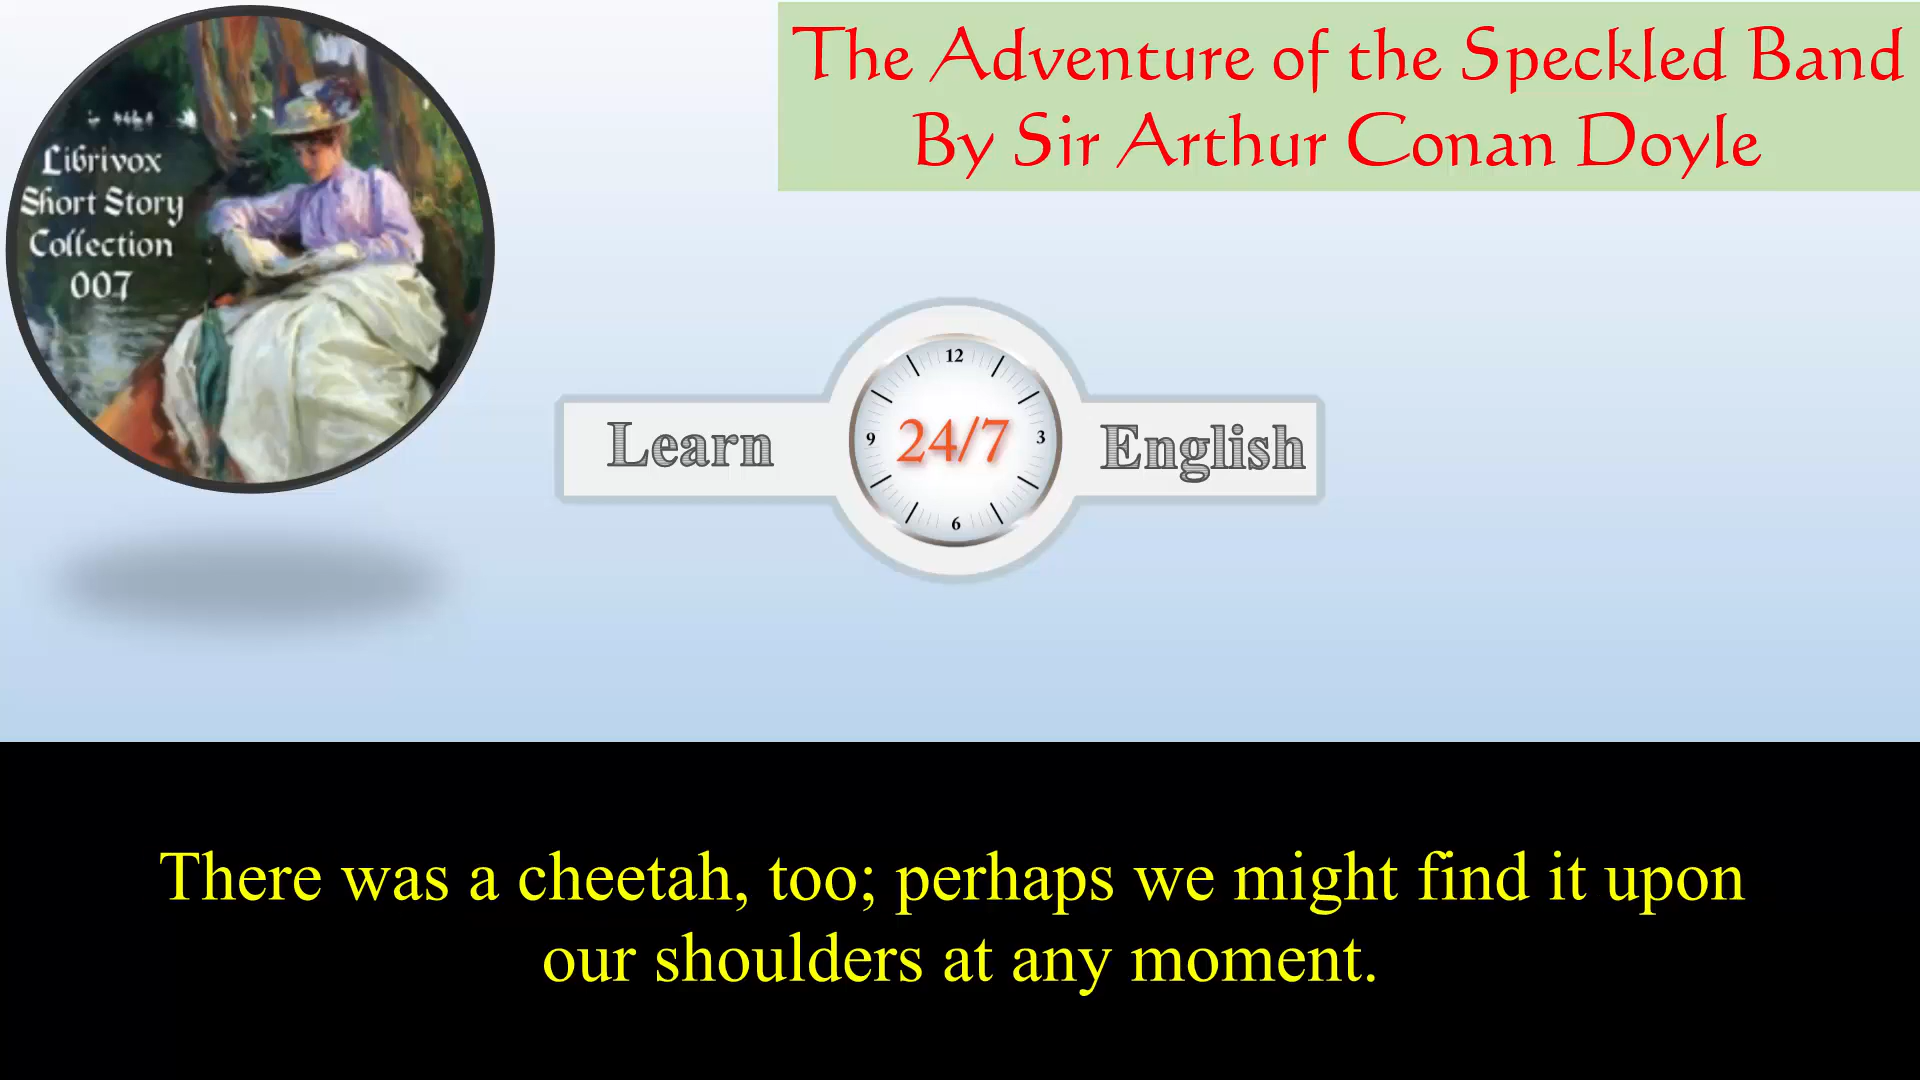 Librivox
Short Story
Collection
007
The Adventure of the Speckled Band
By Sir Arthur Conan Doyle
Learn
24/7
English
12
3
6
9
There was a cheetah, too; perhaps we might find it upon
our shoulders at any moment.